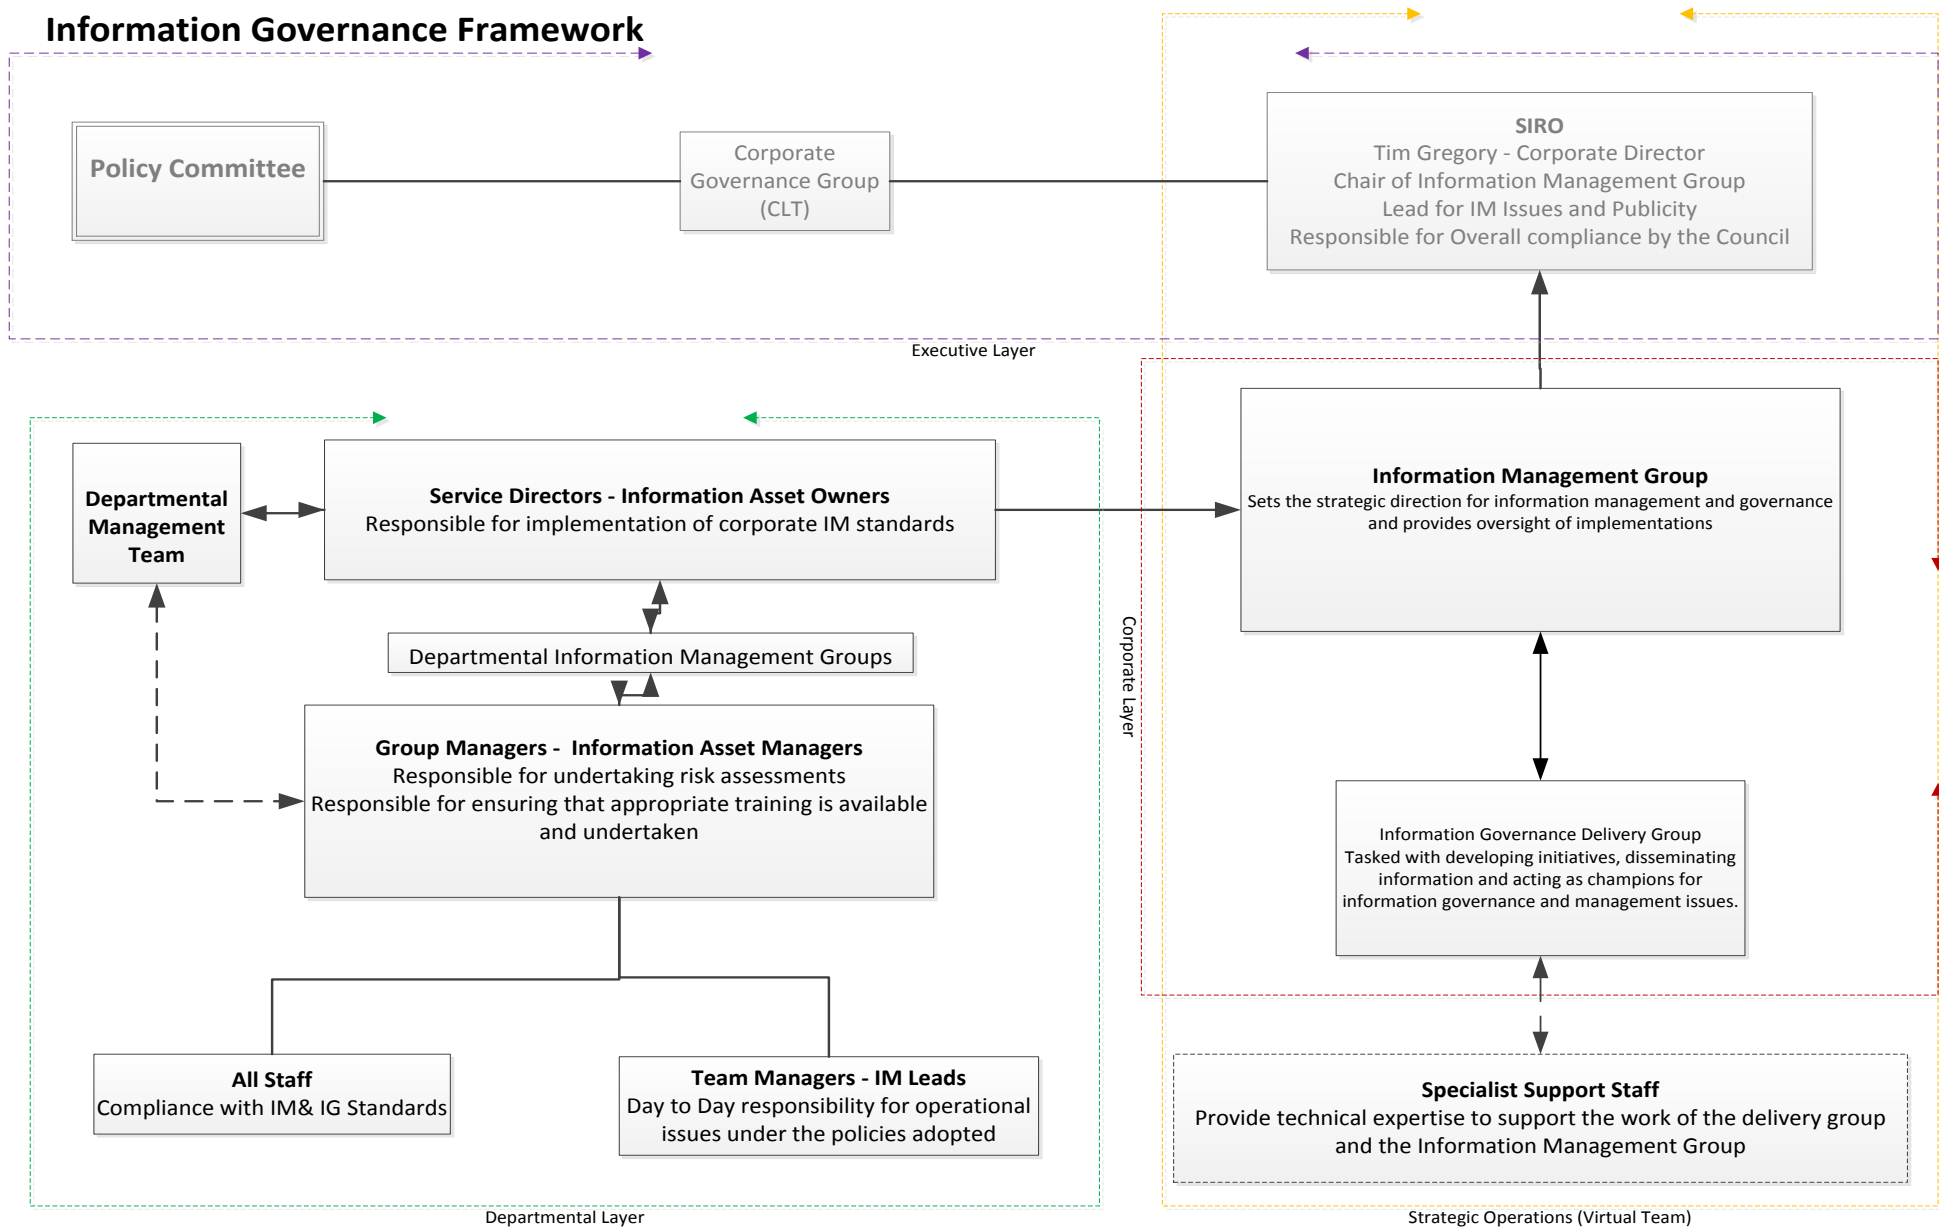 Information Governance Framework
Policy Committee
Corporate
Governance Group
(CLT)
SIRO
Tim Gregory - Corporate Director
Chair of Information Management Group
Lead for IM Issues and Publicity
Responsible for Overall compliance by the Council
Executive Layer
Departmental
Management
Team
Service Directors - Information Asset Owners
Responsible for implementation of corporate IM standards
Information Management Group
Sets the strategic direction for information management and governance
and provides oversight of implementations
Departmental Information Management Groups
Corporate Layer
Group Managers -  Information Asset Managers
Responsible for undertaking risk assessments
Responsible for ensuring that appropriate training is available
and undertaken
Information Governance Delivery Group
Tasked with developing initiatives, disseminating
information and acting as champions for
information governance and management issues.
All Staff
Compliance with IM& IG Standards
Team Managers - IM Leads
Day to Day responsibility for operational
issues under the policies adopted
Specialist Support Staff
Provide technical expertise to support the work of the delivery group
and the Information Management Group
Departmental Layer
Strategic Operations (Virtual Team)